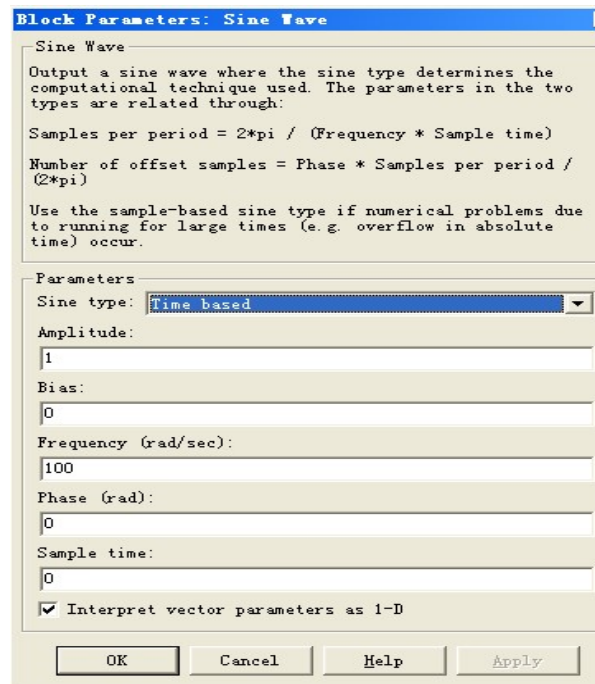 Block Parameters: Sine Wave
Sine Wave
Output a sine wave where the sine type determines the
computational technique used. The parameters in the two
types are related through:
Samples per period = 2*pi / (Frequency * Sample time)
Number of offset samples = Phase * Samples per period /
(2*pi)
Use the sample-based sine type if numerical problems due
to running for large times (e.g. overflow in absolute
time) occur.
Parameters
Sine type: Time based
Amplitude:
1
Bias:
0
Frequency (rad/sec):
100
Phase (rad):
0
Sample time:
0
Interpret vector parameters as 1-D
OK Cancel Help Apply